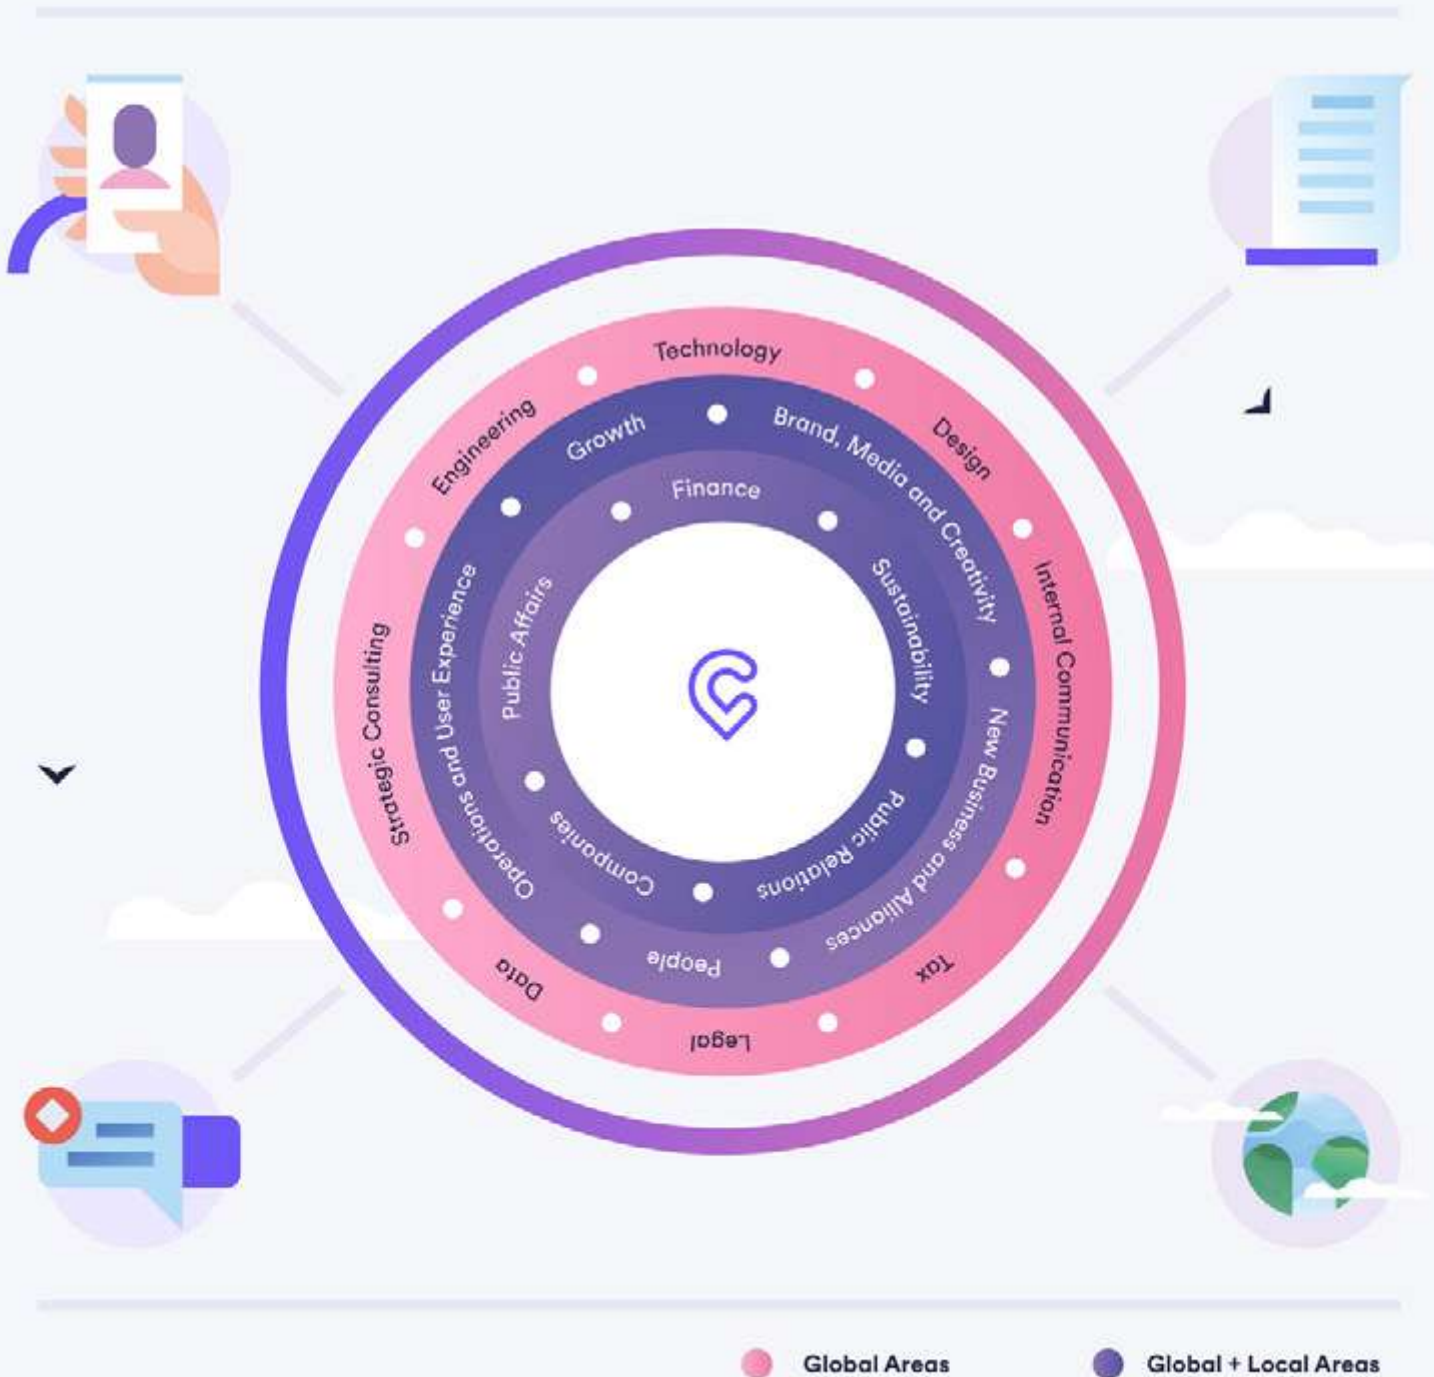 Technology
Design
Internal Communication
Tax
Legal
Data
Strategic Consulting
Engineering
Growth
Brand, Media and Creativity
New Business and Alliances
People
Operations and User Experience
Finance
Sustainability
Public Relations
Companies
Public Affairs
Global Areas
Global + Local Areas